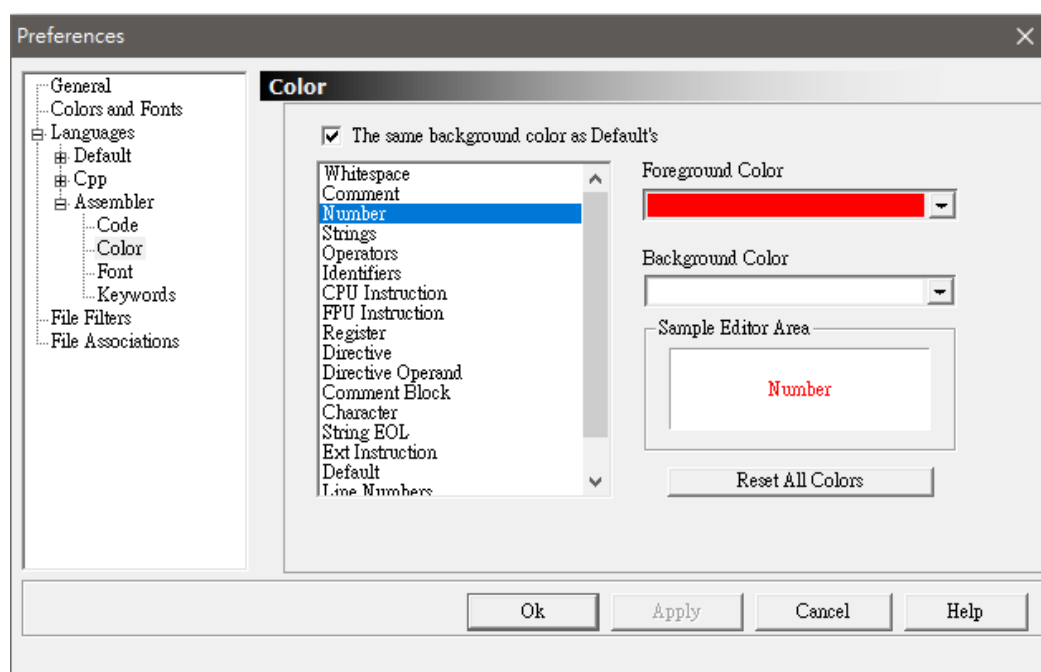 Preferences
General
Colors and Fonts
Languages
Default
Cpp
Assembler
Code
Color
Font
Keywords
File Filters
File Associations
Color
The same background color as Default's
Whitespace
Comment
Number
Strings
Operators
Identifiers
CPU Instruction
FPU Instruction
Register
Directive
Directive Operand
Comment Block
Character
String EOL
Ext Instruction
Default
Line Numbers
Foreground Color
Background Color
Sample Editor Area
Number
Reset All Colors
Ok
Apply
Cancel
Help